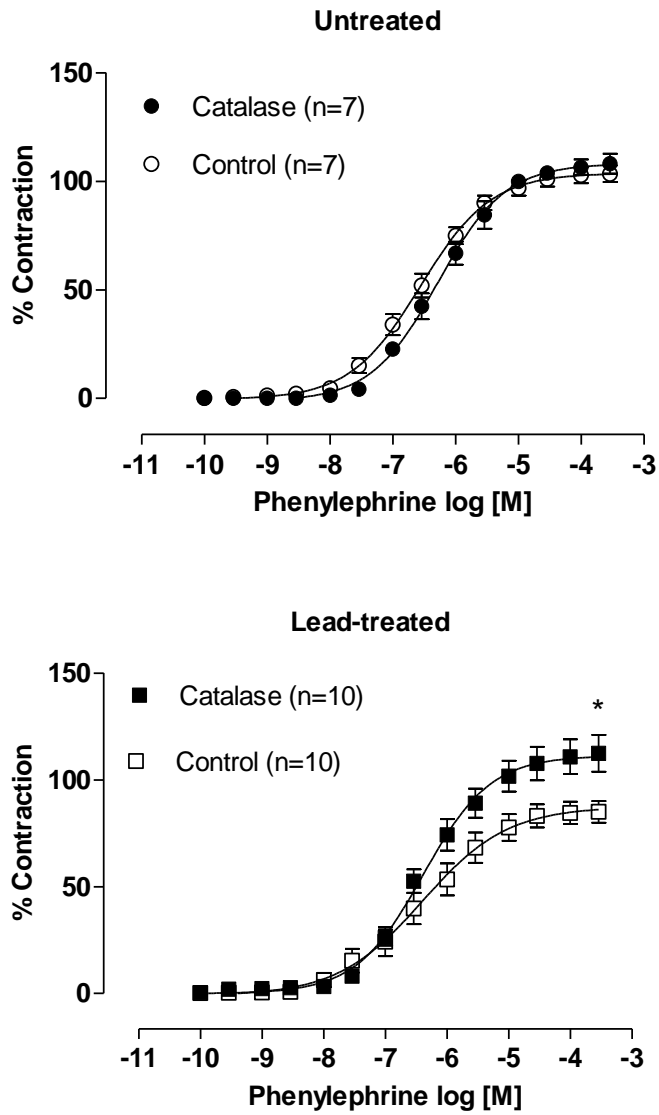 Untreated
150
Catalase (n=7)
Control (n=7)
100
% Contraction
50
0
-11 -10 -9 -8 -7 -6 -5 -4 -3
Phenylephrine log [M]
Lead-treated
150
Catalase (n=10)
*
Control (n=10)
100
% Contraction
50
0
-11 -10 -9 -8 -7 -6 -5 -4 -3
Phenylephrine log [M]